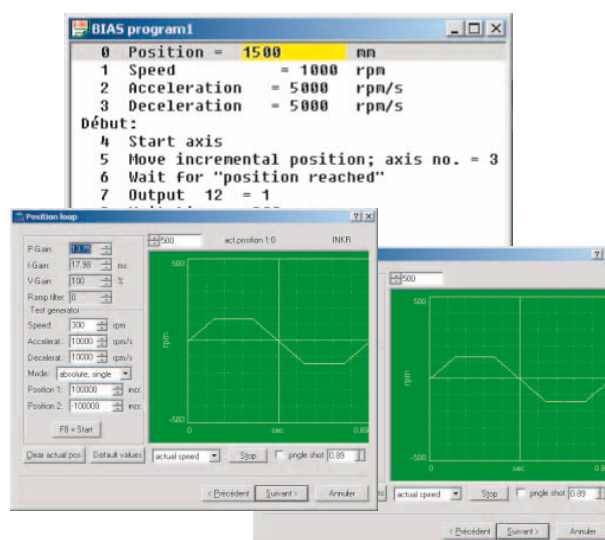 BIAS program1
0 Position = 1500 mm
1 Speed = 1000 rpm
2 Acceleration = 5000 rpm/s
3 Deceleration = 5000 rpm/s
Début:
4 Start axis
5 Move incremental position; axis no. = 3
6 Wait for "position reached"
7 Output 12 = 1
Position loop
P-Gain: 13.75
I-Gain: 17.98 ms
V-Gain: 100 %
Ramp filter: 0
Test generator
Speed: 300 rpm
Accelerat.: 10000 rpm/s
Decelerat.: 10000 rpm/s
Mode: absolute, single
Position 1: 100000 incr.
Position 2: -100000 incr.
F8 = Start
Clear actual pos. Default values
500 act.position 1:0 INKR
500
rpm
-500
0 sec 0.89
actual speed Stop single shot 0.89
< Précédent Suivant > Annuler
500
500
rpm
-500
0 sec 0.8
actual speed Stop single shot 0.89
< Précédent Suivant > Annuler